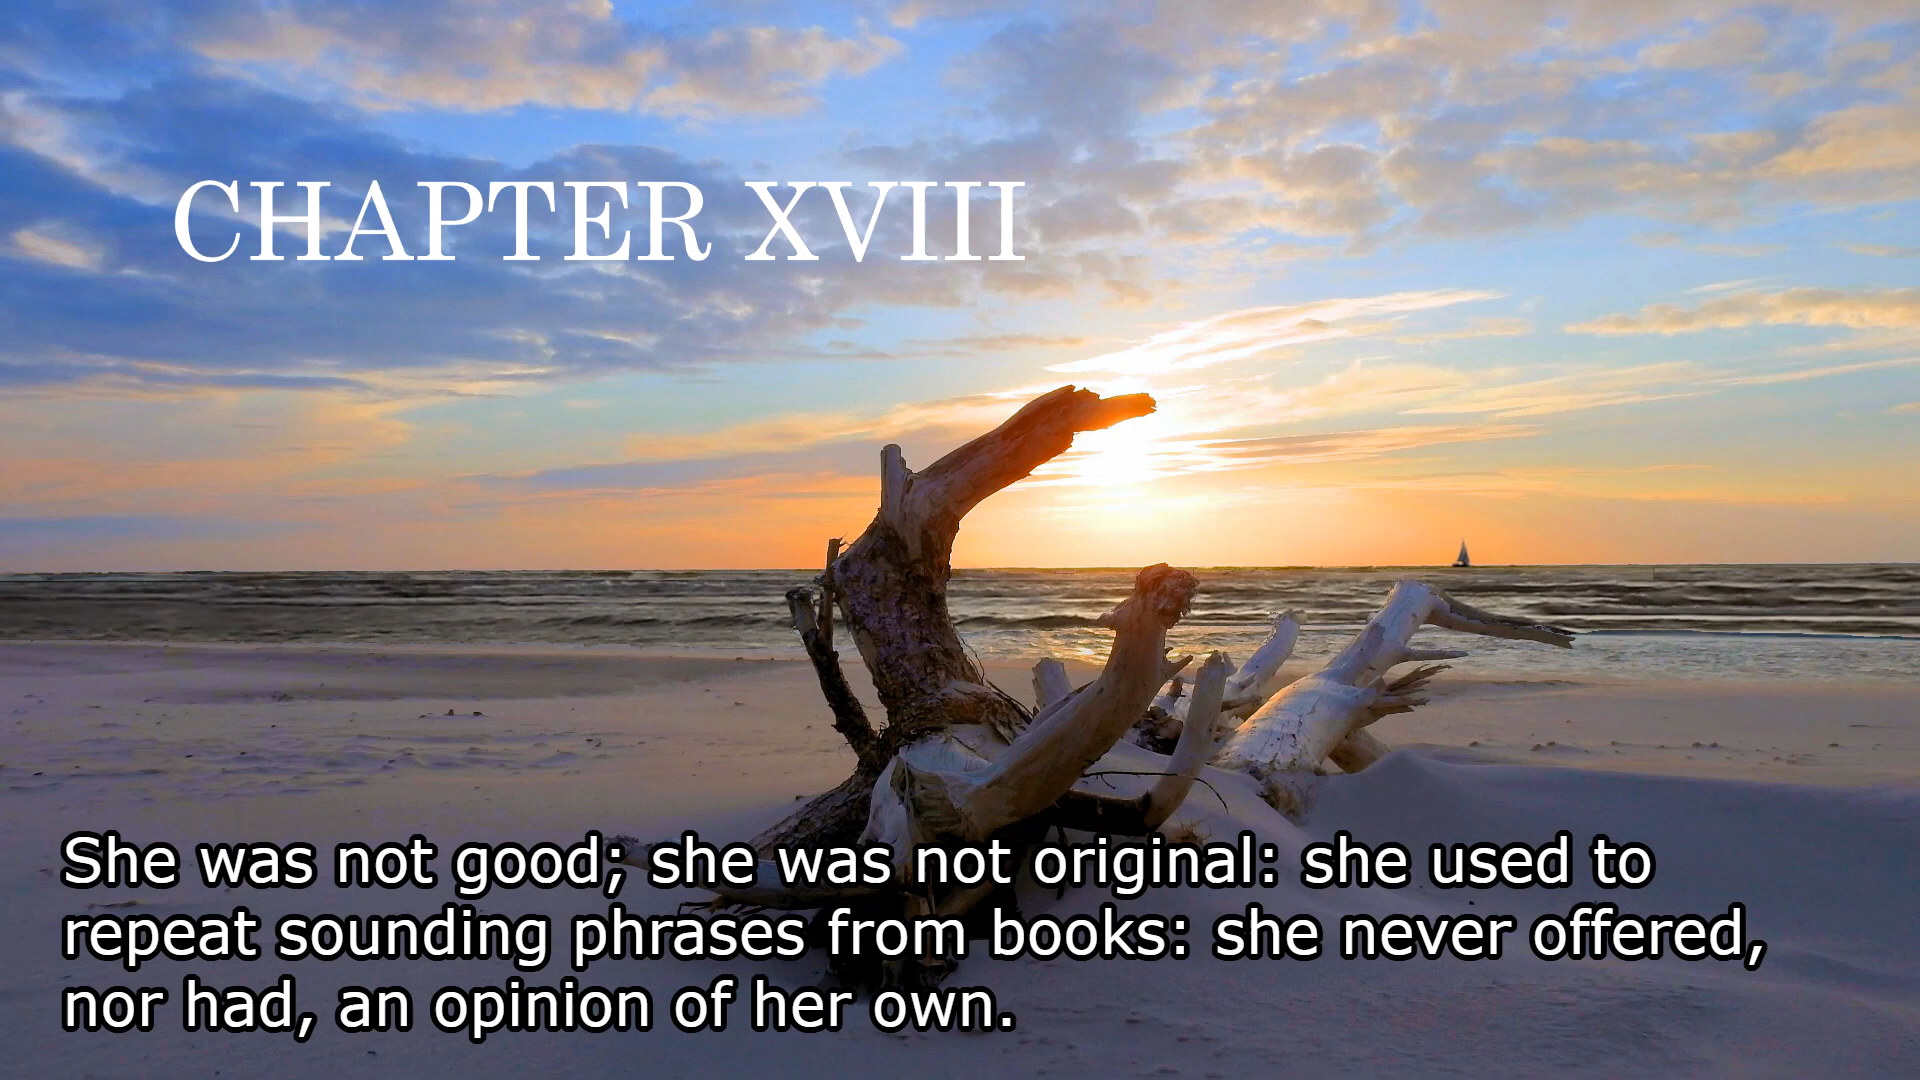 CHAPTER XVIII
She was not good; she was not original: she used to
repeat sounding phrases from books: she never offered,
nor had, an opinion of her own.